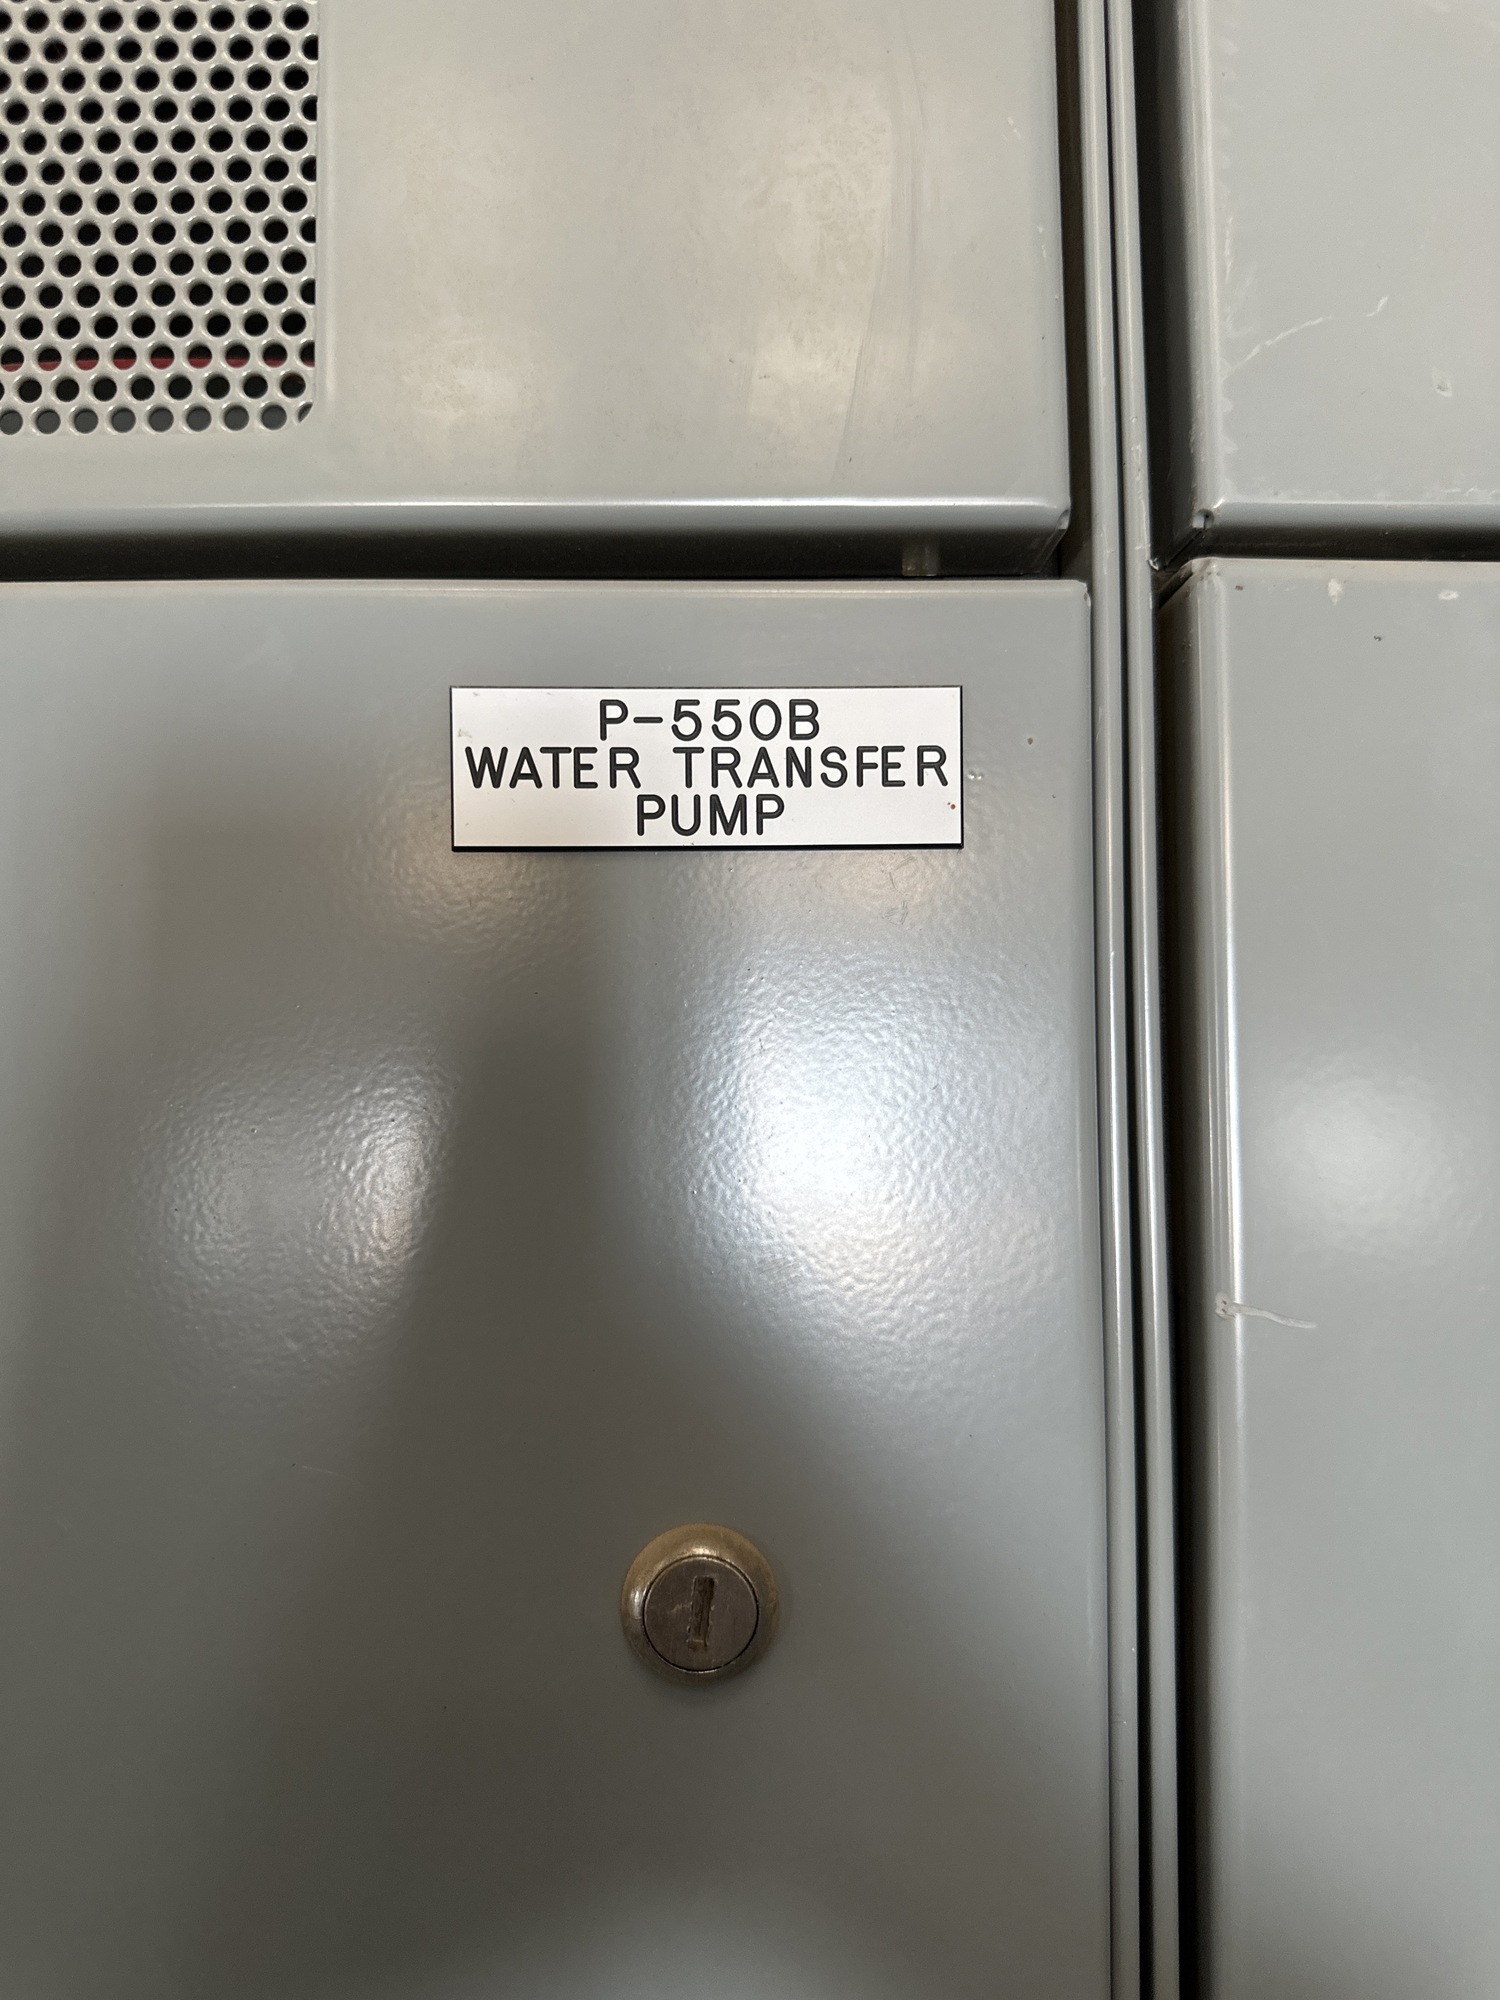 P-550B
WATER TRANSFER
PUMP